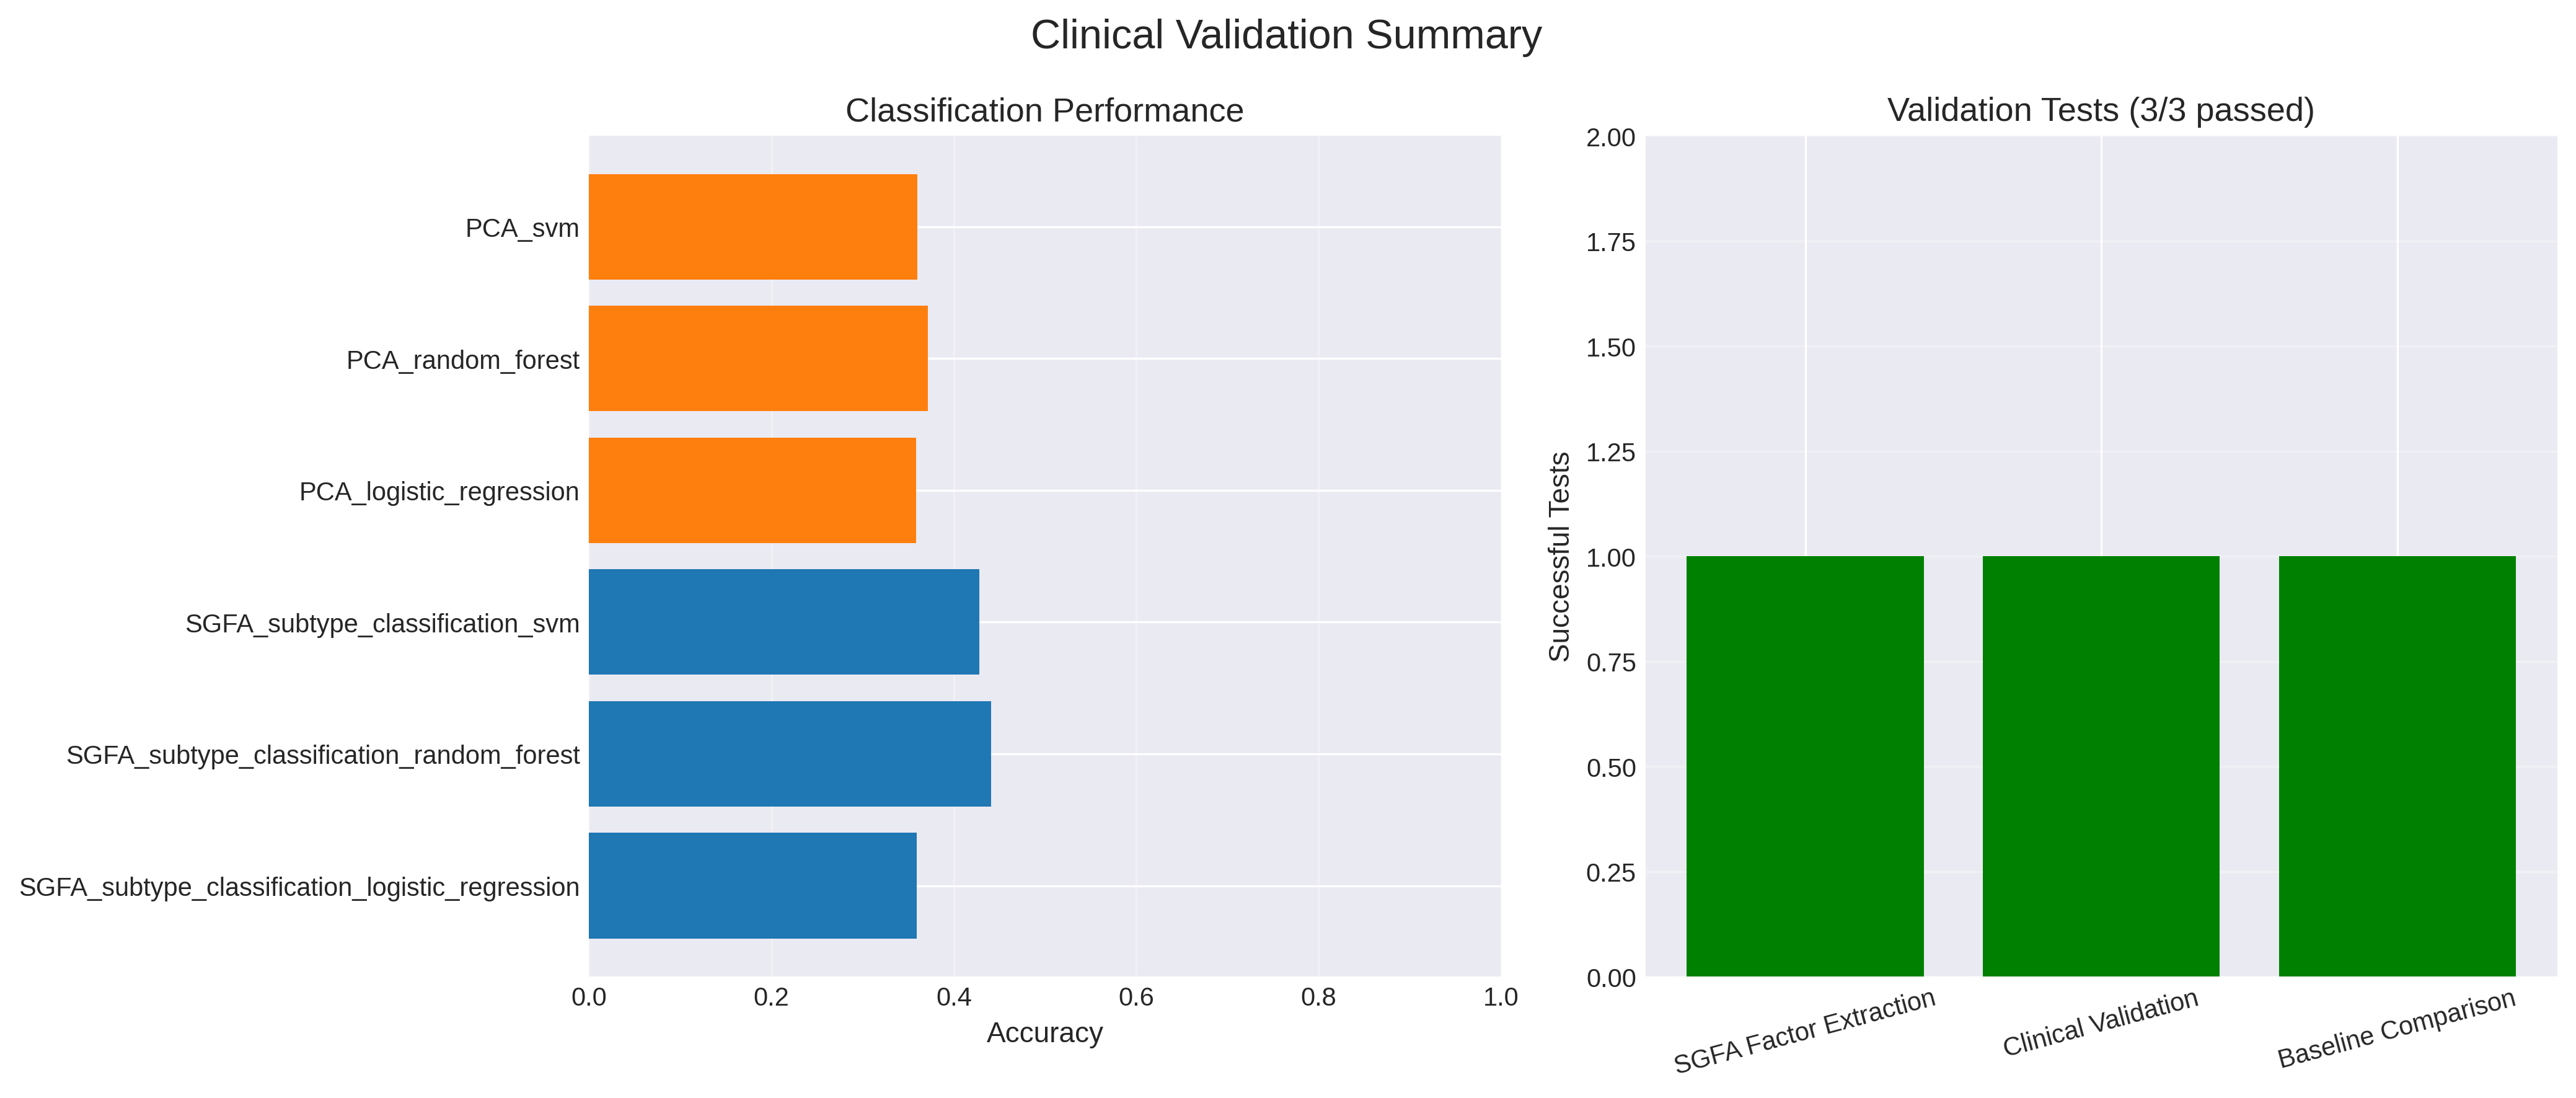 Clinical Validation Summary
Classification Performance
PCA_svm
PCA_random_forest
PCA_logistic_regression
SGFA_subtype_classification_svm
SGFA_subtype_classification_random_forest
SGFA_subtype_classification_logistic_regression
0.0 0.2 0.4 0.6 0.8 1.0
Accuracy
Validation Tests (3/3 passed)
Successful Tests
2.00
1.75
1.50
1.25
1.00
0.75
0.50
0.25
0.00
SGFA Factor Extraction
Clinical Validation
Baseline Comparison